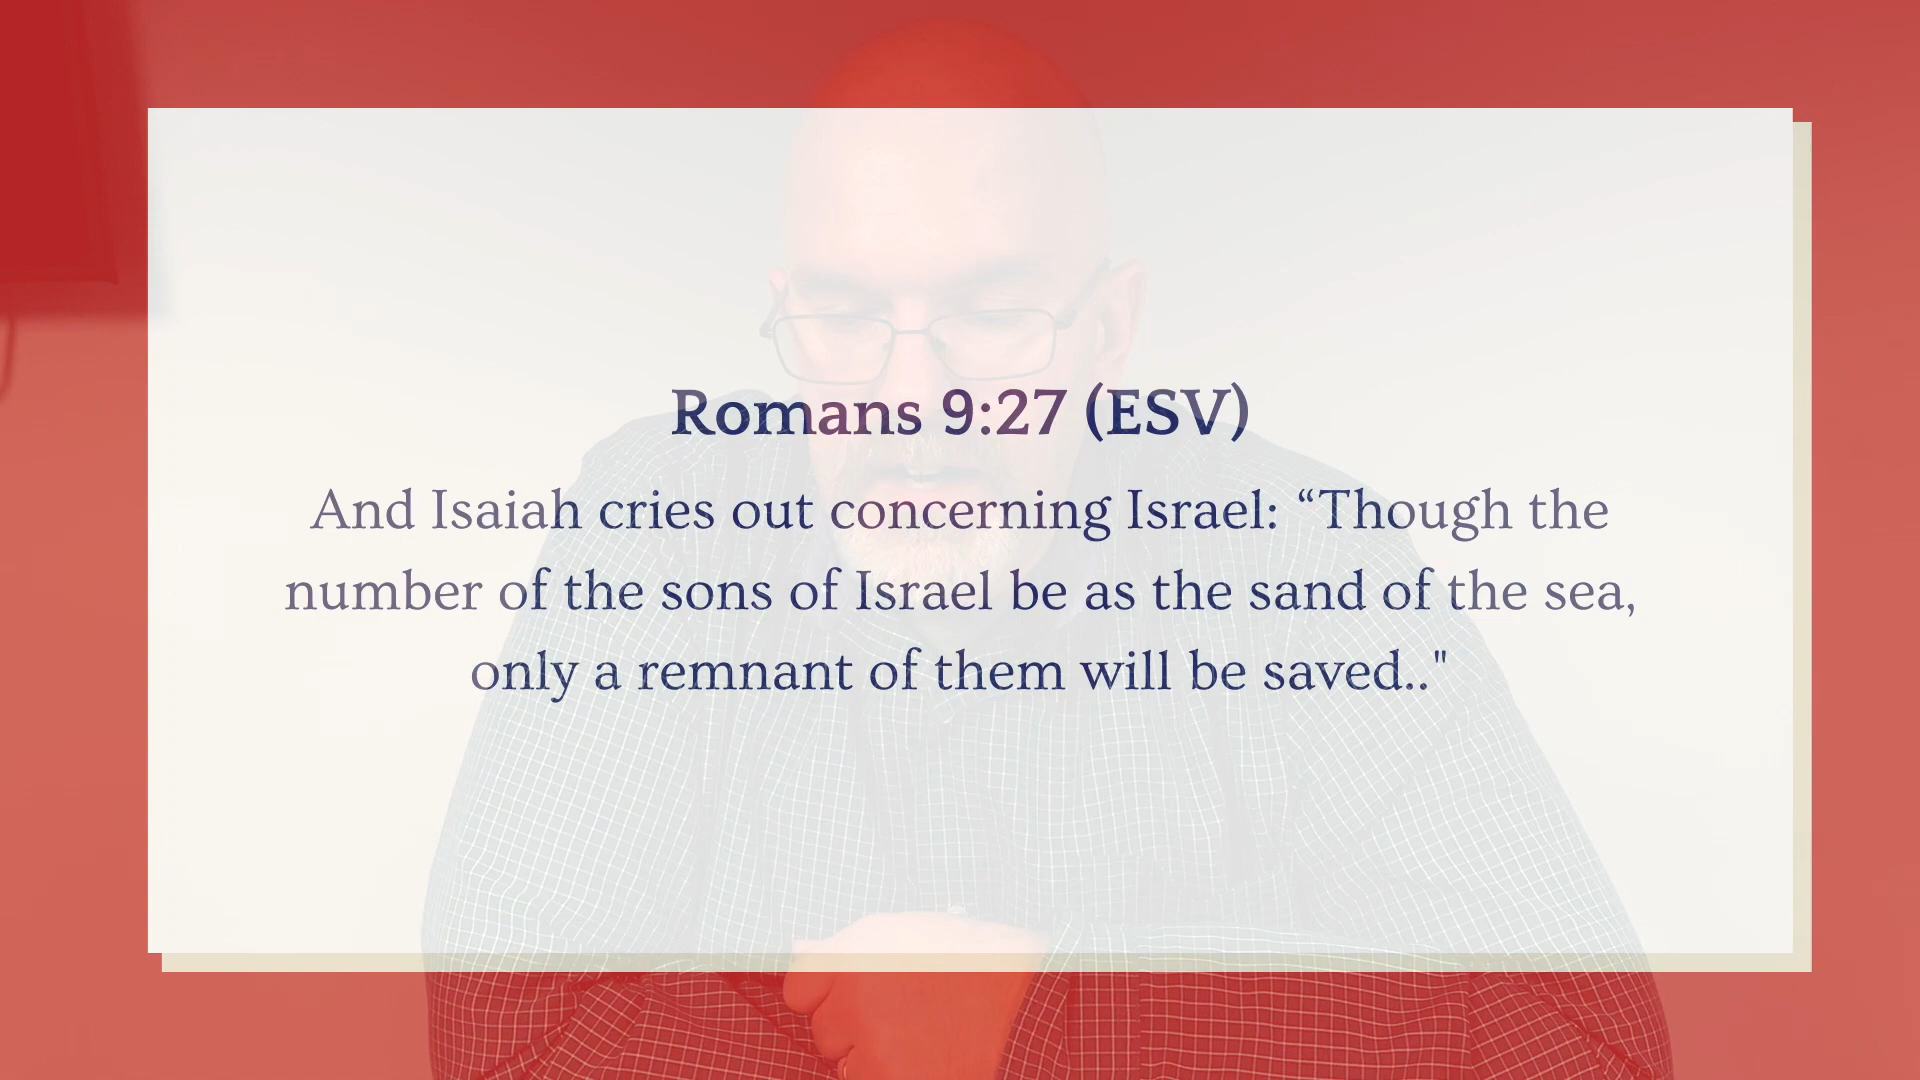 Romans 9:27 (ESV)
And Isaiah cries out concerning Israel: “Though the
number of the sons of Israel be as the sand of the sea,
only a remnant of them will be saved.."